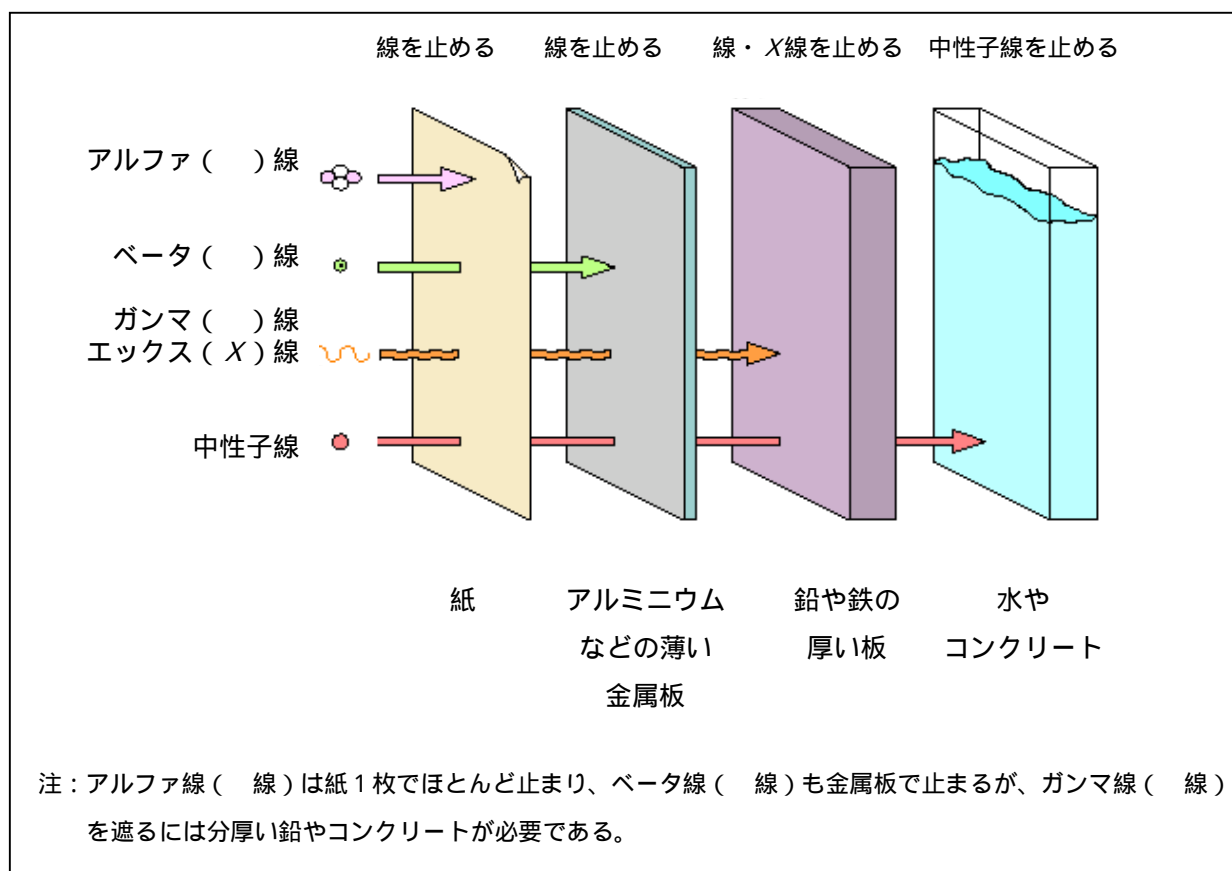 線を止める 線を止める 線・X線を止める 中性子線を止める
アルファ(　)線
ベータ(　)線
ガンマ(　)線
エックス(X)線
中性子線
紙 アルミニウム 鉛や鉄の 水や
などの薄い 厚い板 コンクリート
金属板
注：アルファ線(　線)は紙1枚でほとんど止まり、ベータ線(　線)も金属板で止まるが、ガンマ線(　線)
を遮るには分厚い鉛やコンクリートが必要である。